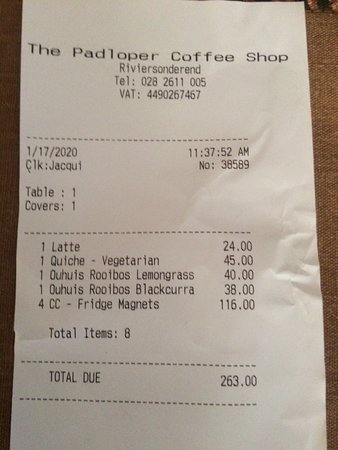 The Padloper Coffee Shop
Riviersonderend
Tel: 028 2611 005
VAT: 4490267467
1/17/2020 11:37:52 AM
Çlk:Jacqui No: 38589
Table : 1
Covers: 1
1 Latte 24.00
1 Quiche - Vegetarian 45.00
1 Ouhuis Rooibos Lemongrass 40.00
1 Ouhuis Rooibos Blackcurra 38.00
4 CC - Fridge Magnets 116.00
Total Items: 8
TOTAL DUE 263.00